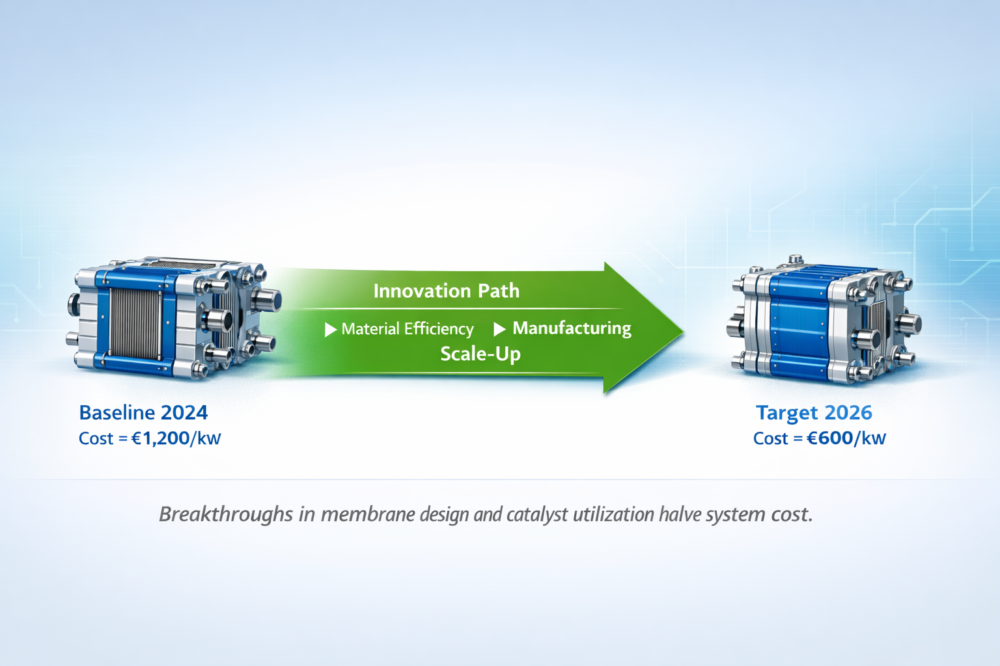 Innovation Path
▶ Material Efficiency ▶ Manufacturing
Scale-Up
Baseline 2024
Cost = €1,200/kw
Target 2026
Cost = €600/kw
Breakthroughs in membrane design and catalyst utilization halve system cost.